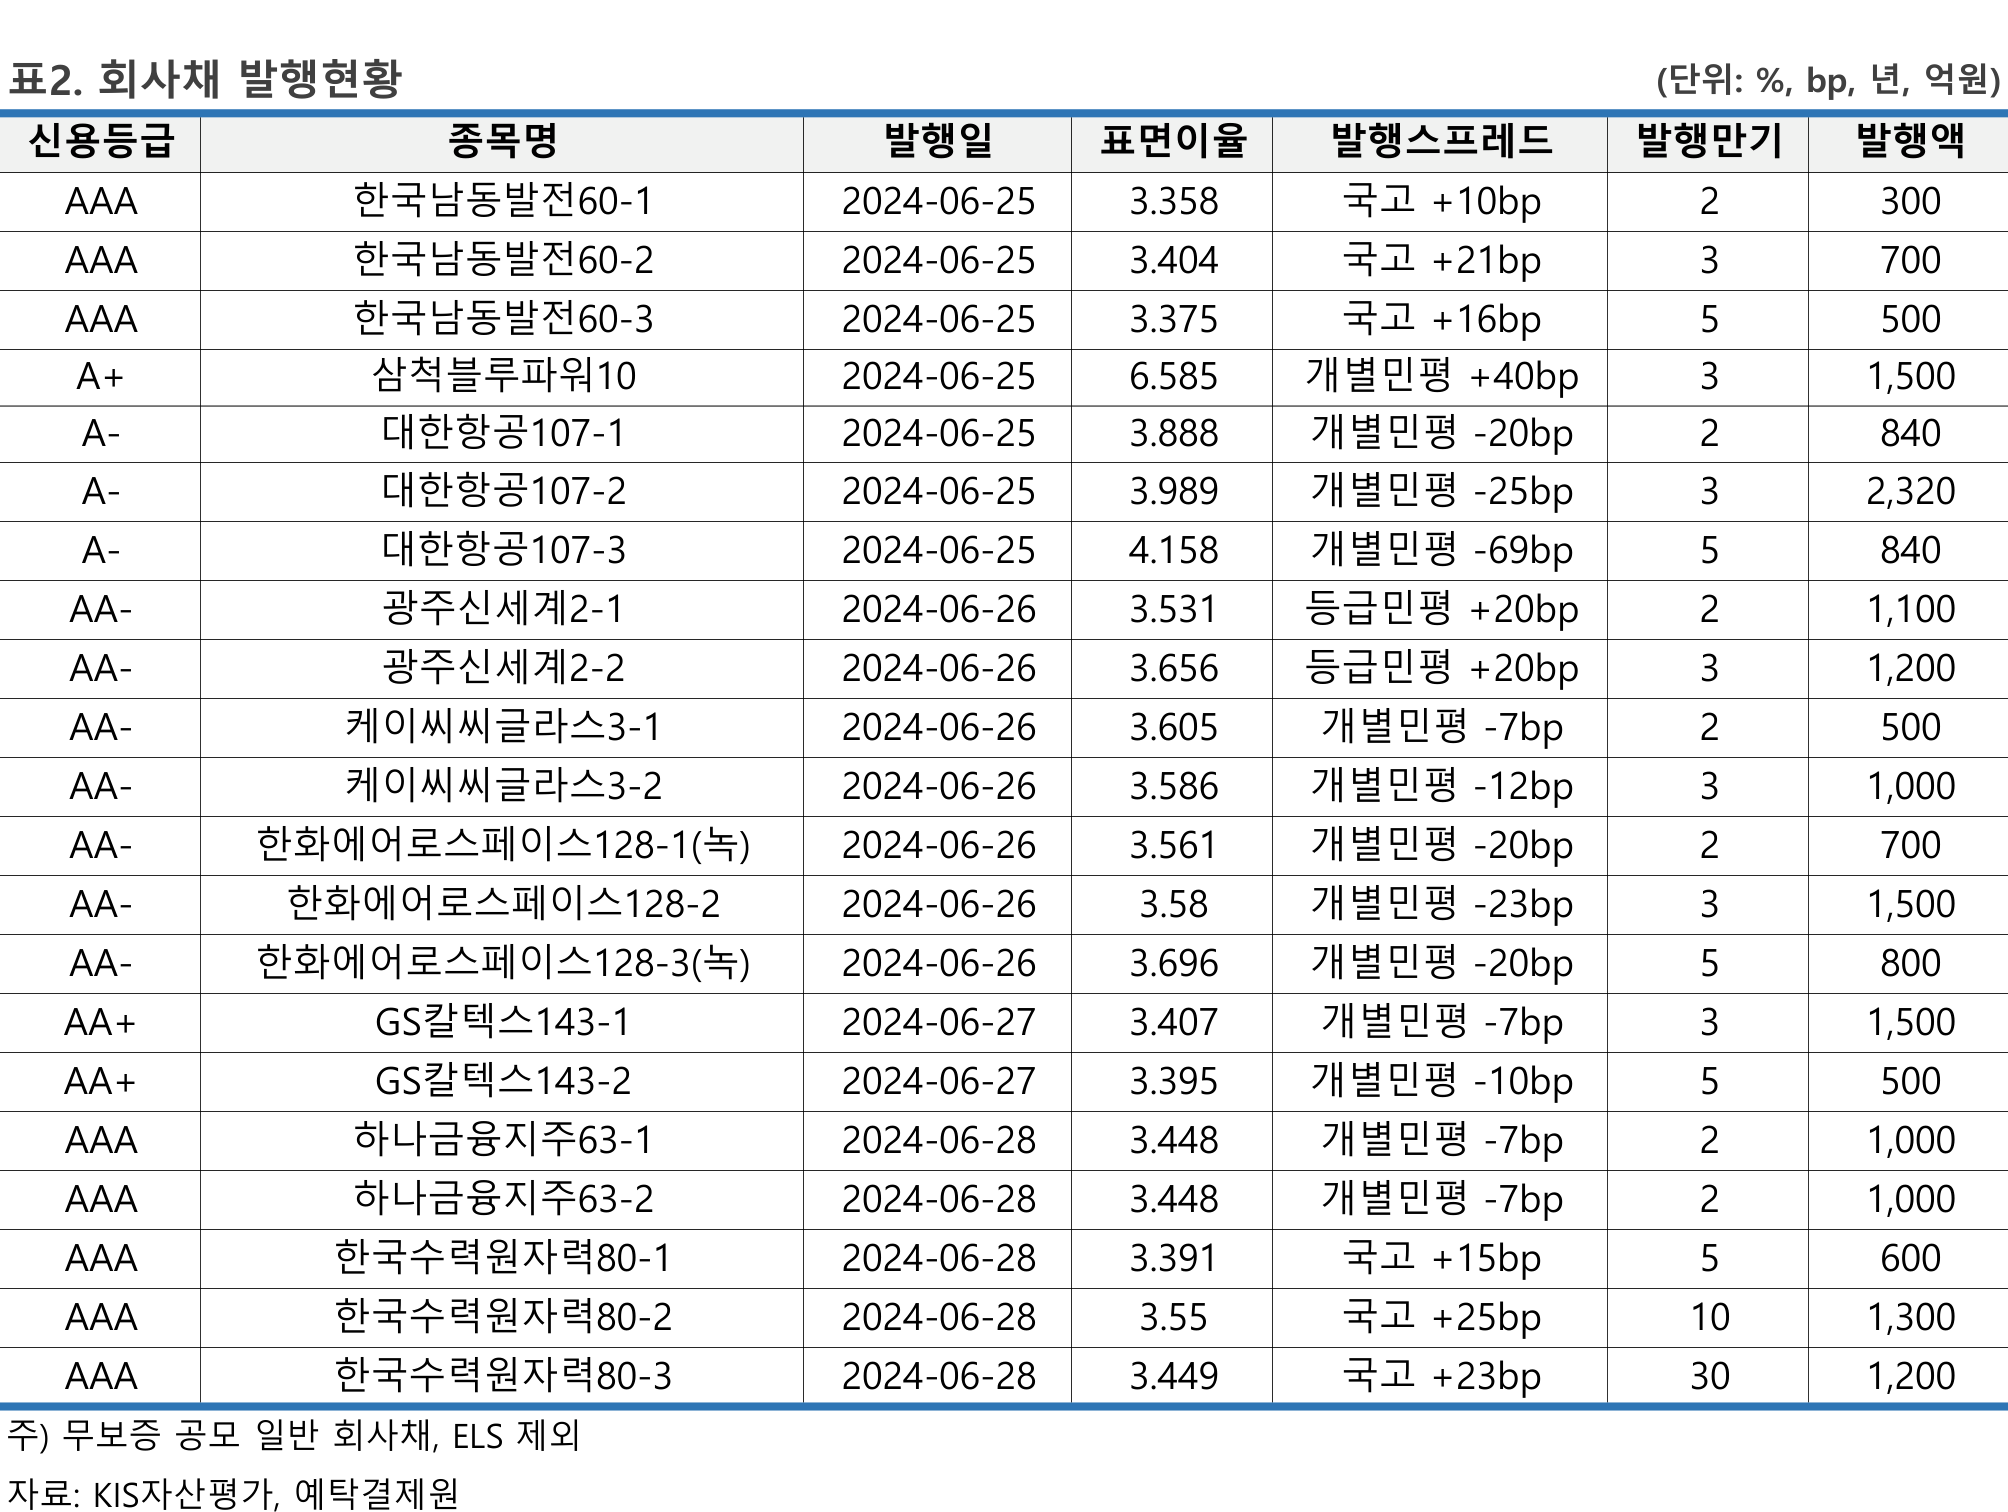 표2. 회사채 발행현황 (단위: %, bp, 년, 억원)
신용등급 종목명 발행일 표면이율 발행스프레드 발행만기 발행액
AAA 한국남동발전60-1 2024-06-25 3.358 국고 +10bp 2 300
AAA 한국남동발전60-2 2024-06-25 3.404 국고 +21bp 3 700
AAA 한국남동발전60-3 2024-06-25 3.375 국고 +16bp 5 500
A+ 삼척블루파워10 2024-06-25 6.585 개별민평 +40bp 3 1,500
A- 대한항공107-1 2024-06-25 3.888 개별민평 -20bp 2 840
A- 대한항공107-2 2024-06-25 3.989 개별민평 -25bp 3 2,320
A- 대한항공107-3 2024-06-25 4.158 개별민평 -69bp 5 840
AA- 광주신세계2-1 2024-06-26 3.531 등급민평 +20bp 2 1,100
AA- 광주신세계2-2 2024-06-26 3.656 등급민평 +20bp 3 1,200
AA- 케이씨씨글라스3-1 2024-06-26 3.605 개별민평 -7bp 2 500
AA- 케이씨씨글라스3-2 2024-06-26 3.586 개별민평 -12bp 3 1,000
AA- 한화에어로스페이스128-1(녹) 2024-06-26 3.561 개별민평 -20bp 2 700
AA- 한화에어로스페이스128-2 2024-06-26 3.58 개별민평 -23bp 3 1,500
AA- 한화에어로스페이스128-3(녹) 2024-06-26 3.696 개별민평 -20bp 5 800
AA+ GS칼텍스143-1 2024-06-27 3.407 개별민평 -7bp 3 1,500
AA+ GS칼텍스143-2 2024-06-27 3.395 개별민평 -10bp 5 500
AAA 하나금융지주63-1 2024-06-28 3.448 개별민평 -7bp 2 1,000
AAA 하나금융지주63-2 2024-06-28 3.448 개별민평 -7bp 2 1,000
AAA 한국수력원자력80-1 2024-06-28 3.391 국고 +15bp 5 600
AAA 한국수력원자력80-2 2024-06-28 3.55 국고 +25bp 10 1,300
AAA 한국수력원자력80-3 2024-06-28 3.449 국고 +23bp 30 1,200
주) 무보증 공모 일반 회사채, ELS 제외
자료: KIS자산평가, 예탁결제원